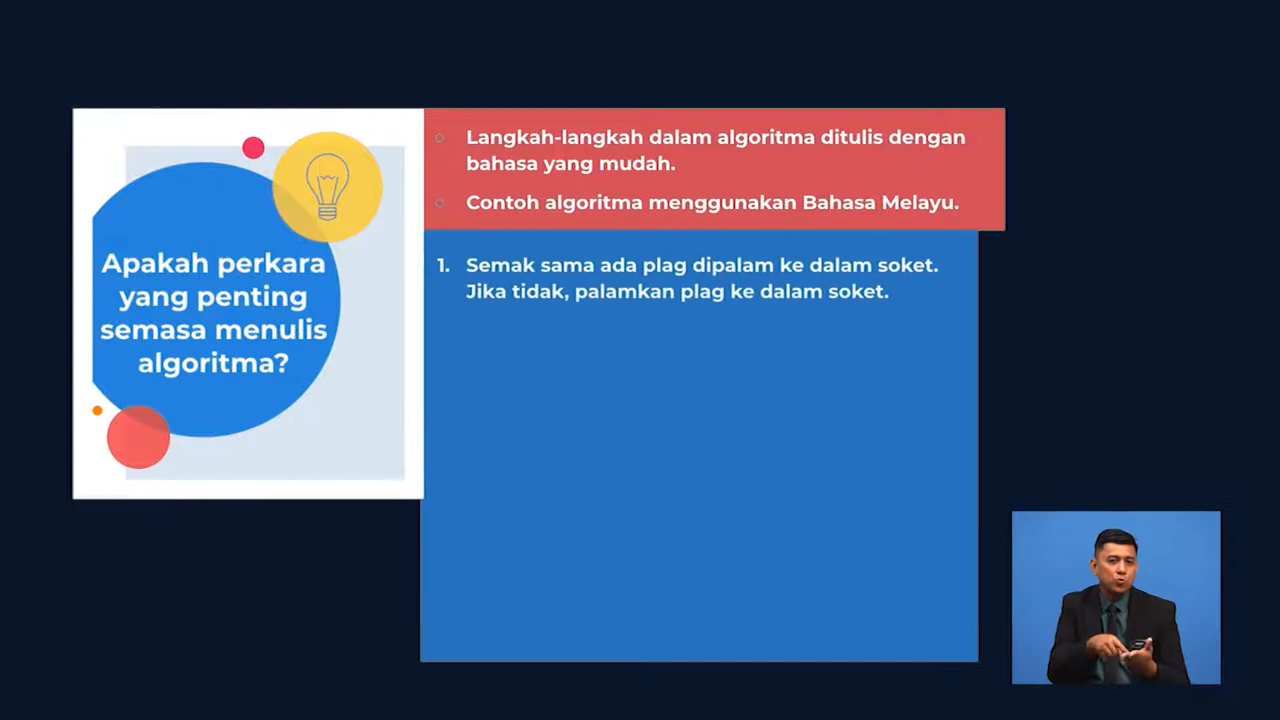 Apakah perkara
yang penting
semasa menulis
algoritma?
Langkah-langkah dalam algoritma ditulis dengan
bahasa yang mudah.
Contoh algoritma menggunakan Bahasa Melayu.
1. Semak sama ada plag dipalam ke dalam soket.
Jika tidak, palamkan plag ke dalam soket.